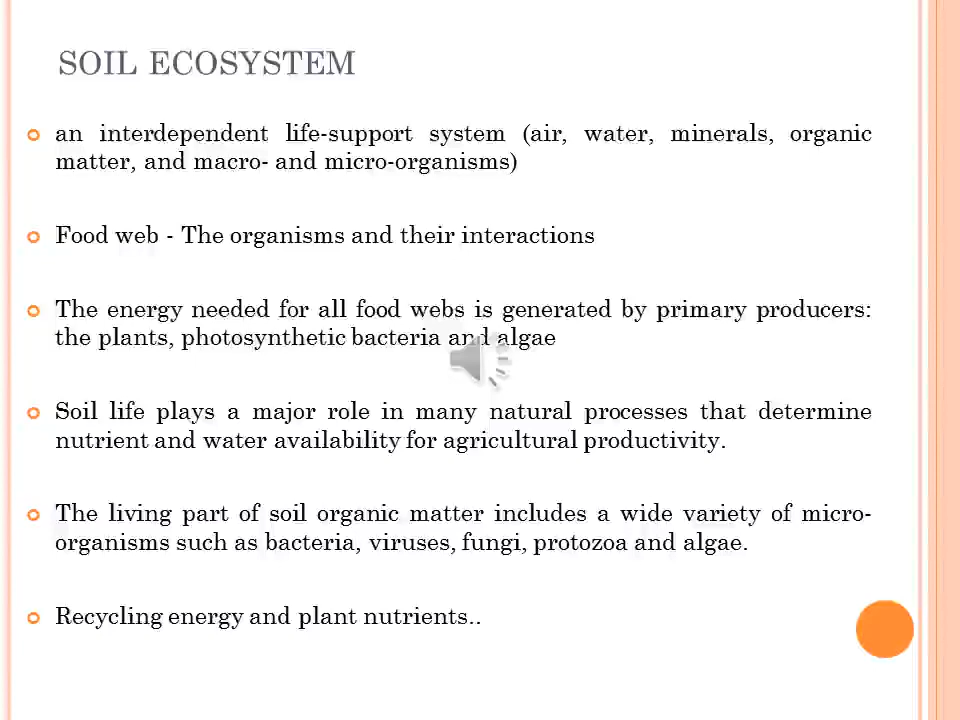 SOIL ECOSYSTEM
an interdependent life-support system (air, water, minerals, organic
matter, and macro- and micro-organisms)
Food web - The organisms and their interactions
The energy needed for all food webs is generated by primary producers:
the plants, photosynthetic bacteria and algae
Soil life plays a major role in many natural processes that determine
nutrient and water availability for agricultural productivity.
The living part of soil organic matter includes a wide variety of micro-
organisms such as bacteria, viruses, fungi, protozoa and algae.
Recycling energy and plant nutrients..